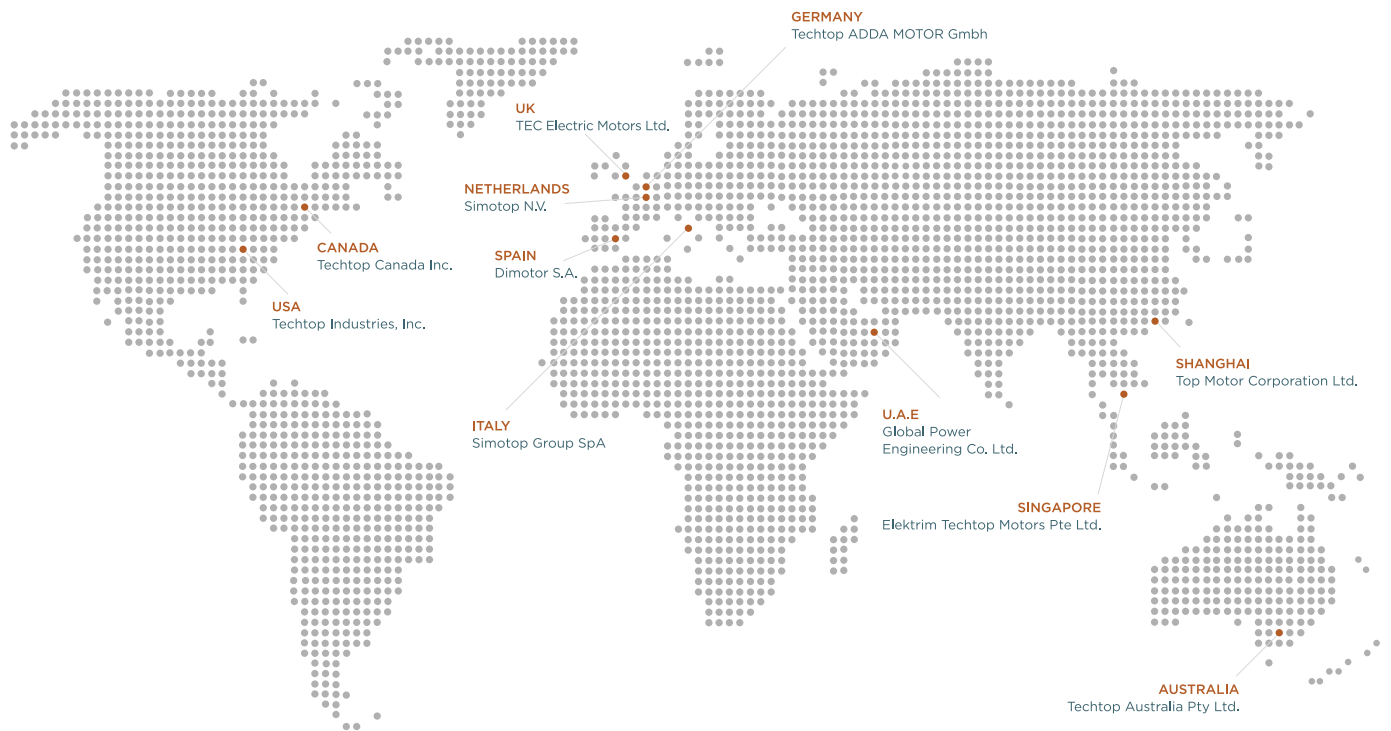 GERMANY
Techtop ADDA MOTOR Gmbh
UK
TEC Electric Motors Ltd.
NETHERLANDS
Simotop N.V.
CANADA
Techtop Canada Inc.
SPAIN
Dimotor S.A.
USA
Techtop Industries, Inc.
SHANGHAI
Top Motor Corporation Ltd.
ITALY
Simotop Group SpA
U.A.E
Global Power
Engineering Co. Ltd.
SINGAPORE
Elektrim Techtop Motors Pte Ltd.
AUSTRALIA
Techtop Australia Pty Ltd.